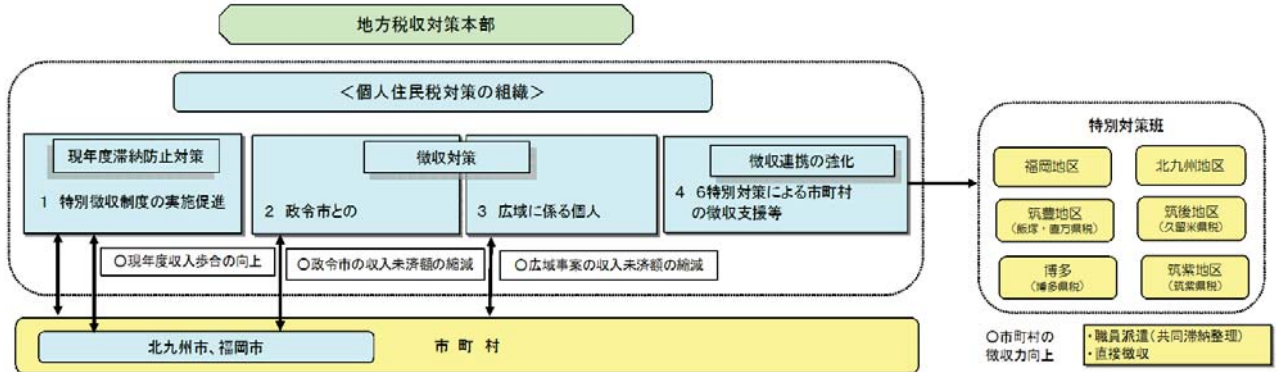 地方税収対策本部
＜個人住民税対策の組織＞
現年度滞納防止対策
1 特別徴収制度の実施促進
徴収対策
2 政令市との
3 広域に係る個人
徴収連携の強化
4 6特別対策による市町村
の徴収支援等
○現年度収入歩合の向上
○政令市の収入未済額の縮減
○広域事案の収入未済額の縮減
北九州市、福岡市
市 町 村
特別対策班
福岡地区
北九州地区
筑豊地区
（飯塚・直方県税）
筑後地区
（久留米県税）
博多
（博多県税）
筑紫地区
（筑紫県税）
○市町村の
徴収力向上
・職員派遣（共同滞納整理）
・直接徴収